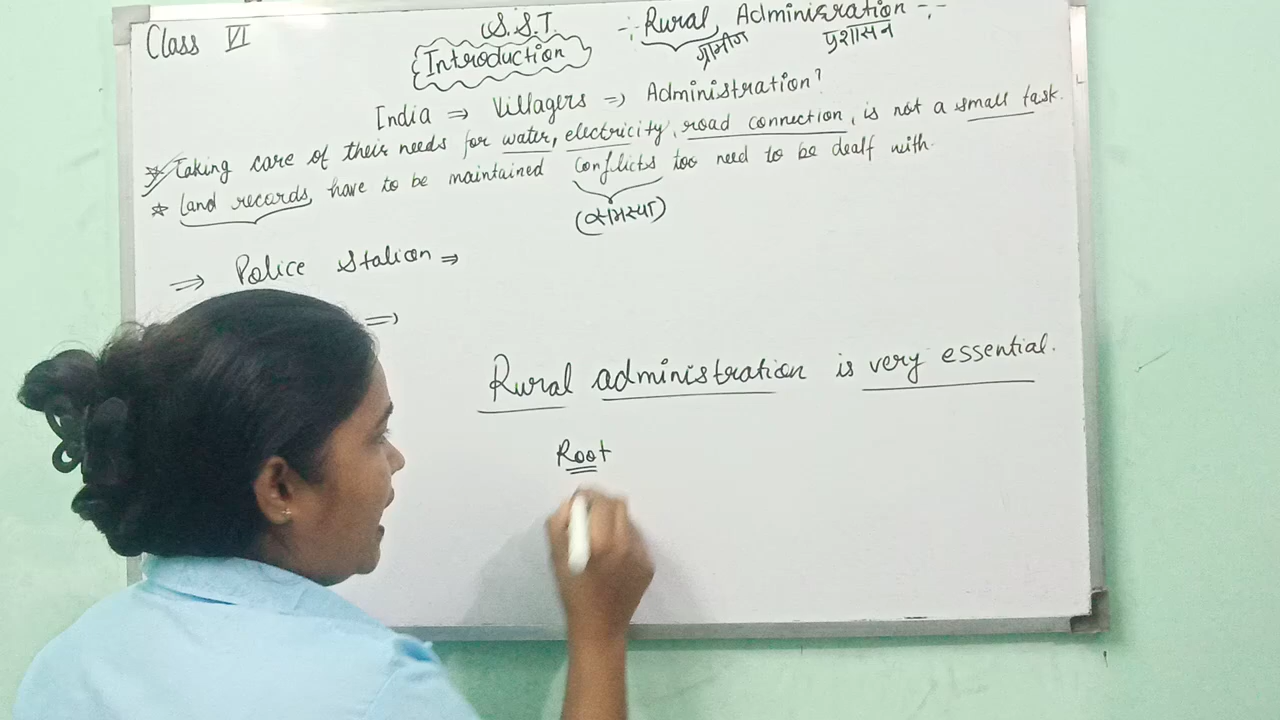 Class VI
S.S.T.
-:- Rural Administration -:-
ग्रामीण प्रशासन
Introduction
India ⇒ Villagers ⇒ Administration?
* Taking care of their needs for water, electricity, road connection, is not a small task.
* Land records, have to be maintained conflicts too need to be dealt with.
(समस्या)
⇒ Police Station ⇒
⇒
Rural administration is very essential.
Root